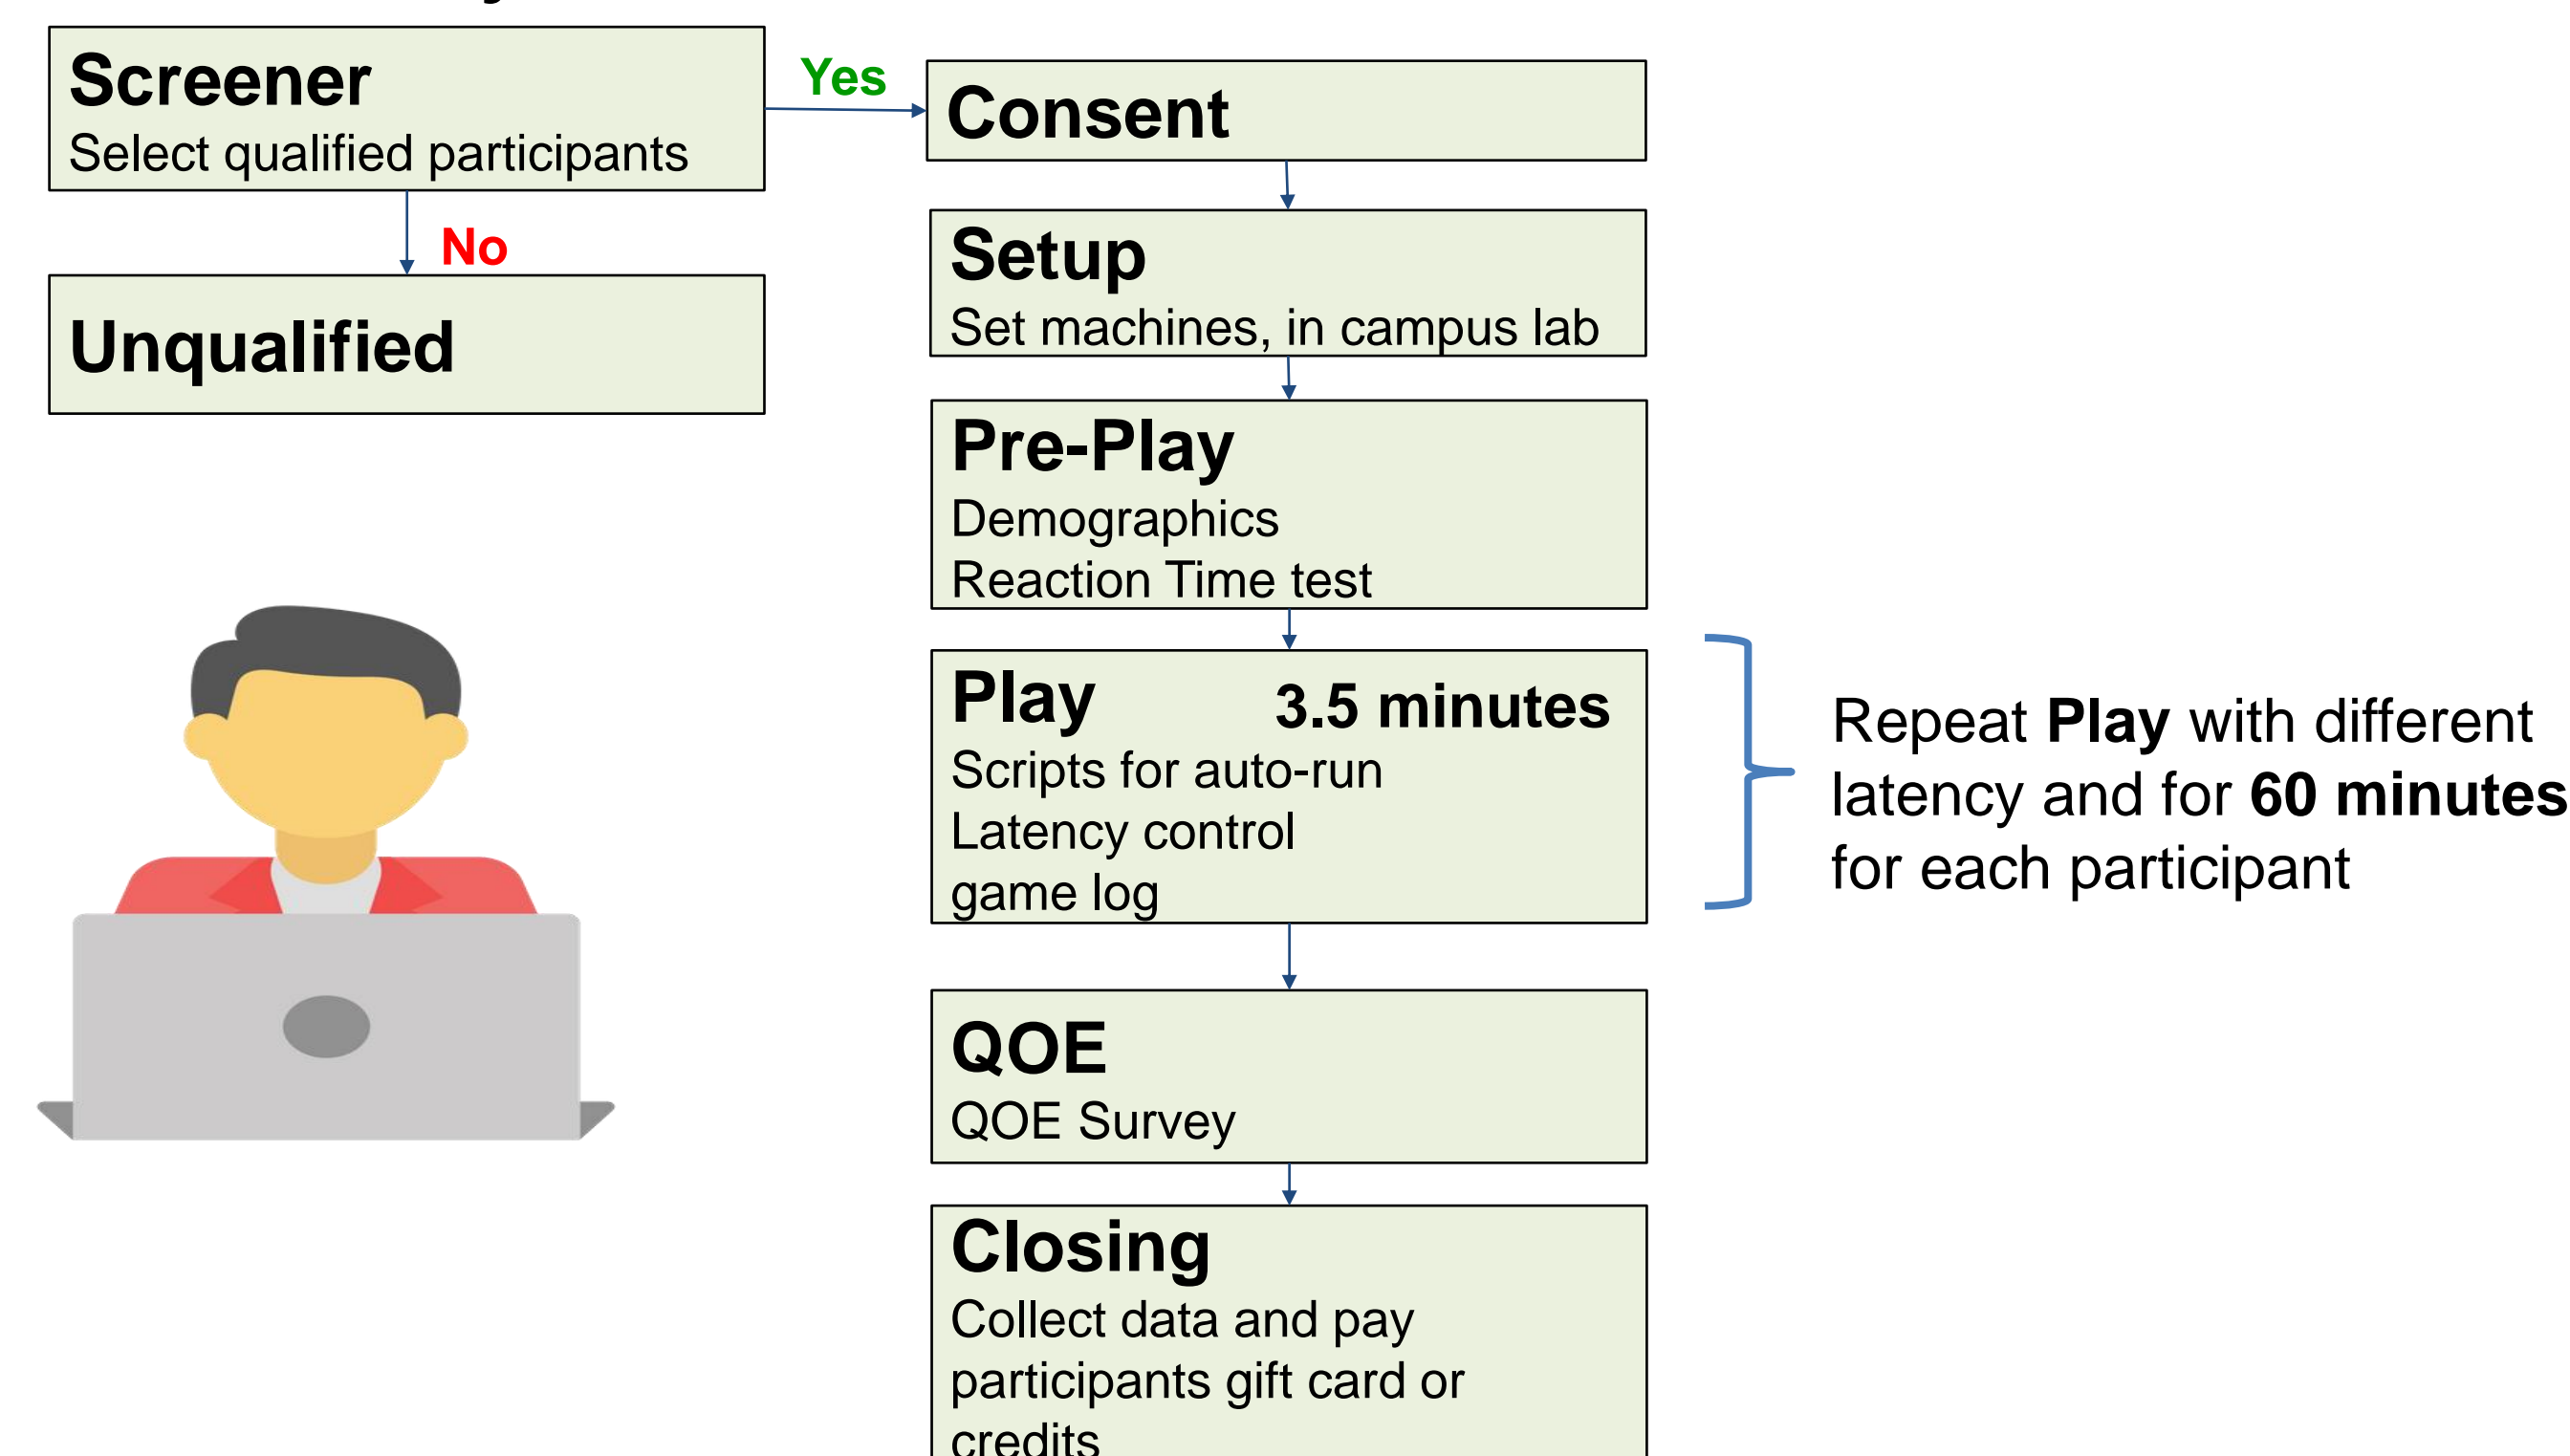 Screener
Select qualified participants
Yes
No
Unqualified
Consent
Setup
Set machines, in campus lab
Pre-Play
Demographics
Reaction Time test
Play 3.5 minutes
Scripts for auto-run
Latency control
game log
Repeat Play with different
latency and for 60 minutes
for each participant
QOE
QOE Survey
Closing
Collect data and pay
participants gift card or
credits